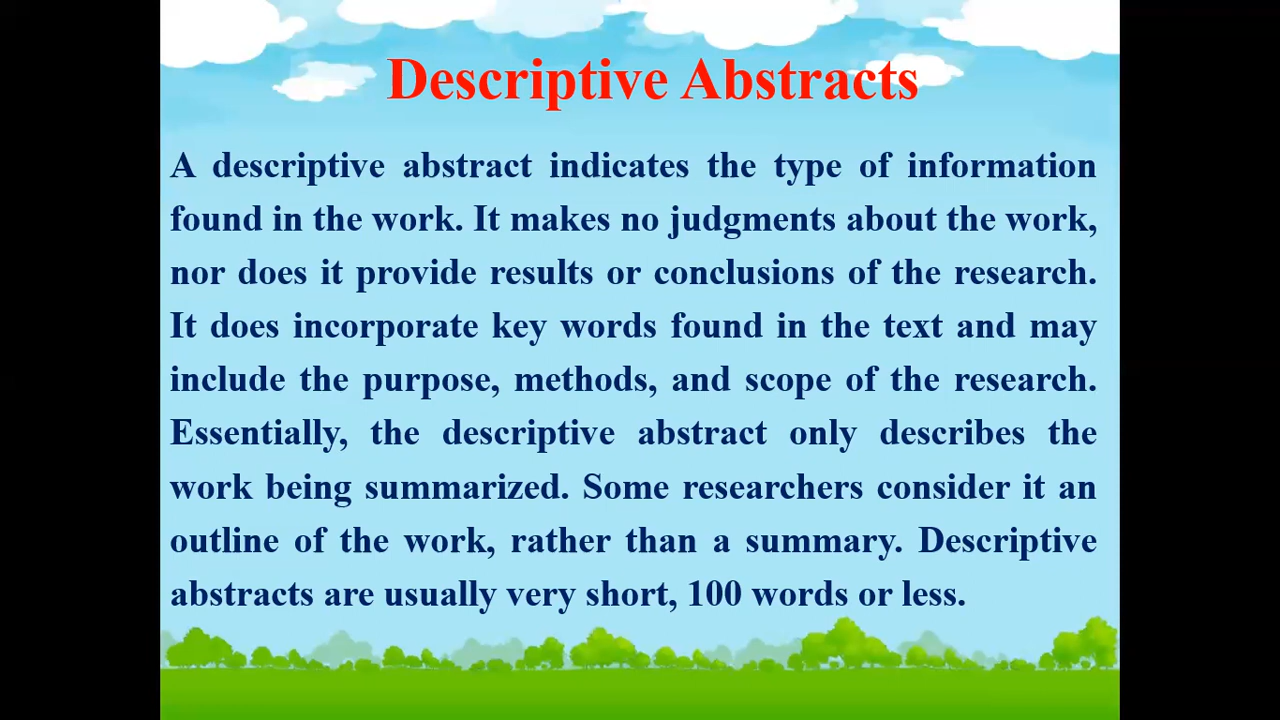 Descriptive Abstracts
A descriptive abstract indicates the type of information
found in the work. It makes no judgments about the work,
nor does it provide results or conclusions of the research.
It does incorporate key words found in the text and may
include the purpose, methods, and scope of the research.
Essentially, the descriptive abstract only describes the
work being summarized. Some researchers consider it an
outline of the work, rather than a summary. Descriptive
abstracts are usually very short, 100 words or less.